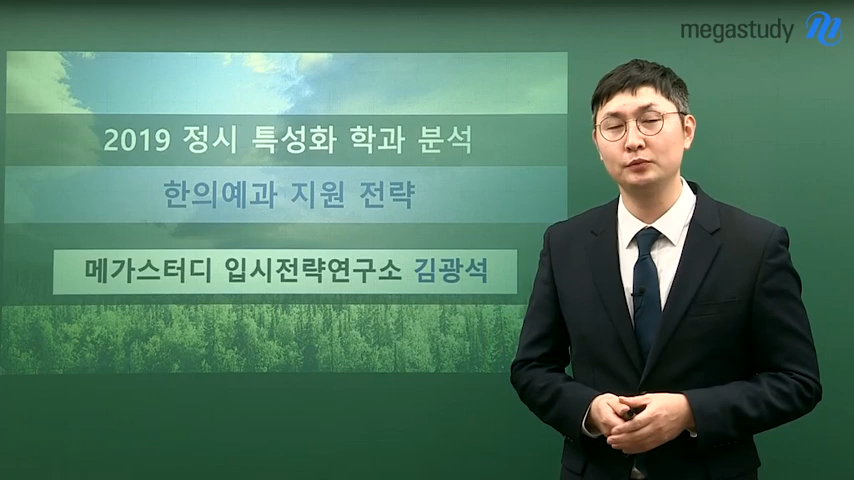 megastudy
2019 정시 특성화 학과 분석
한의예과 지원 전략
메가스터디 입시전략연구소 김광석